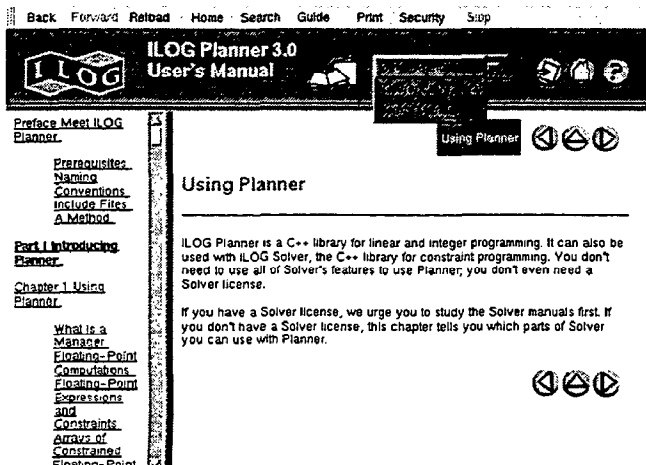 Back Forward Reload Home Search Guide Print Security Stop
ILOG
ILOG Planner 3.0
User's Manual
Using Planner
Preface Meet ILOG
Planner
Prerequisites
Naming
Conventions
Include Files
A Method
Part I Introducing
Planner
Chapter 1 Using
Planner
What is a
Manager
Floating-Point
Computations
Floating-Point
Expressions
and
Constraints
Arrays of
Constrained
Floating-Point
Using Planner
ILOG Planner is a C++ library for linear and integer programming. It can also be
used with ILOG Solver, the C++ library for constraint programming. You don't
need to use all of Solver's features to use Planner; you don't even need a
Solver license.
If you have a Solver license, we urge you to study the Solver manuals first. If
you don't have a Solver license, this chapter tells you which parts of Solver
you can use with Planner.